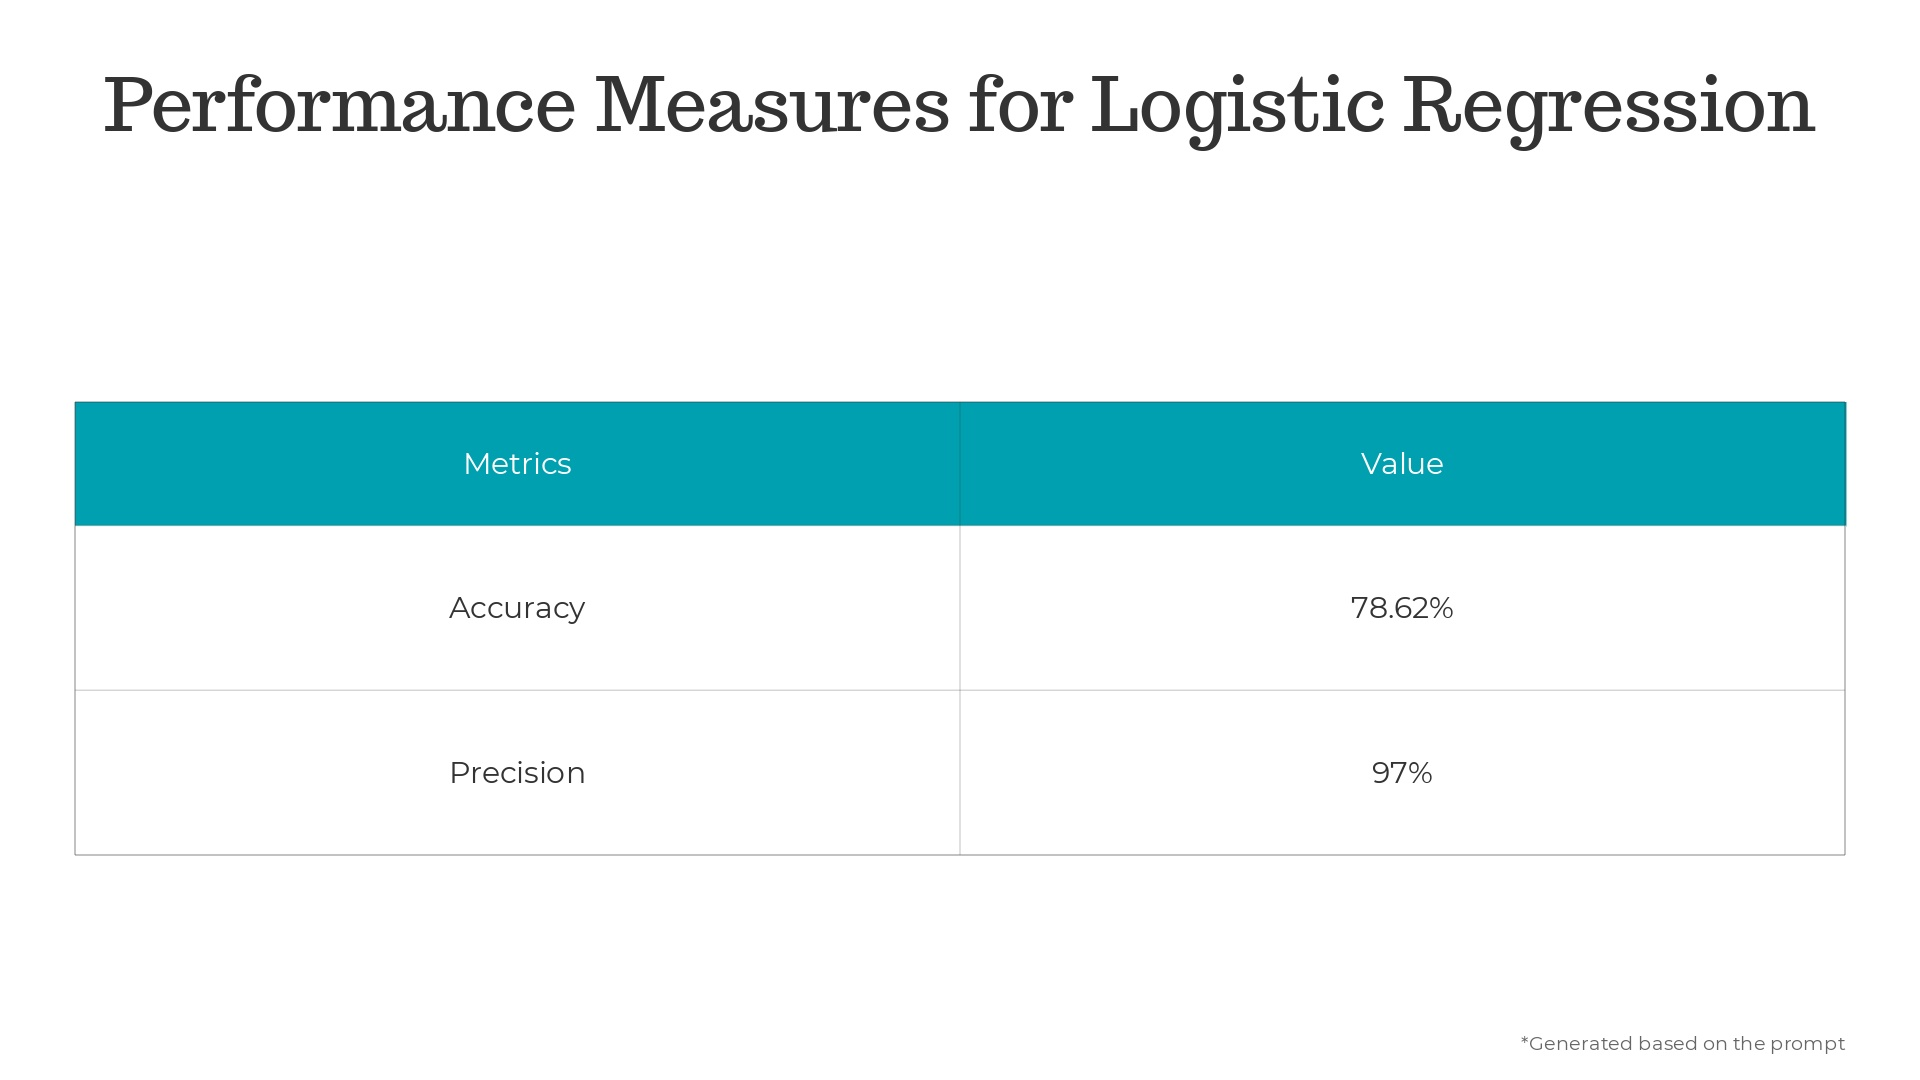 Performance Measures for Logistic Regression
Metrics Value
Accuracy 78.62%
Precision 97%
*Generated based on the prompt